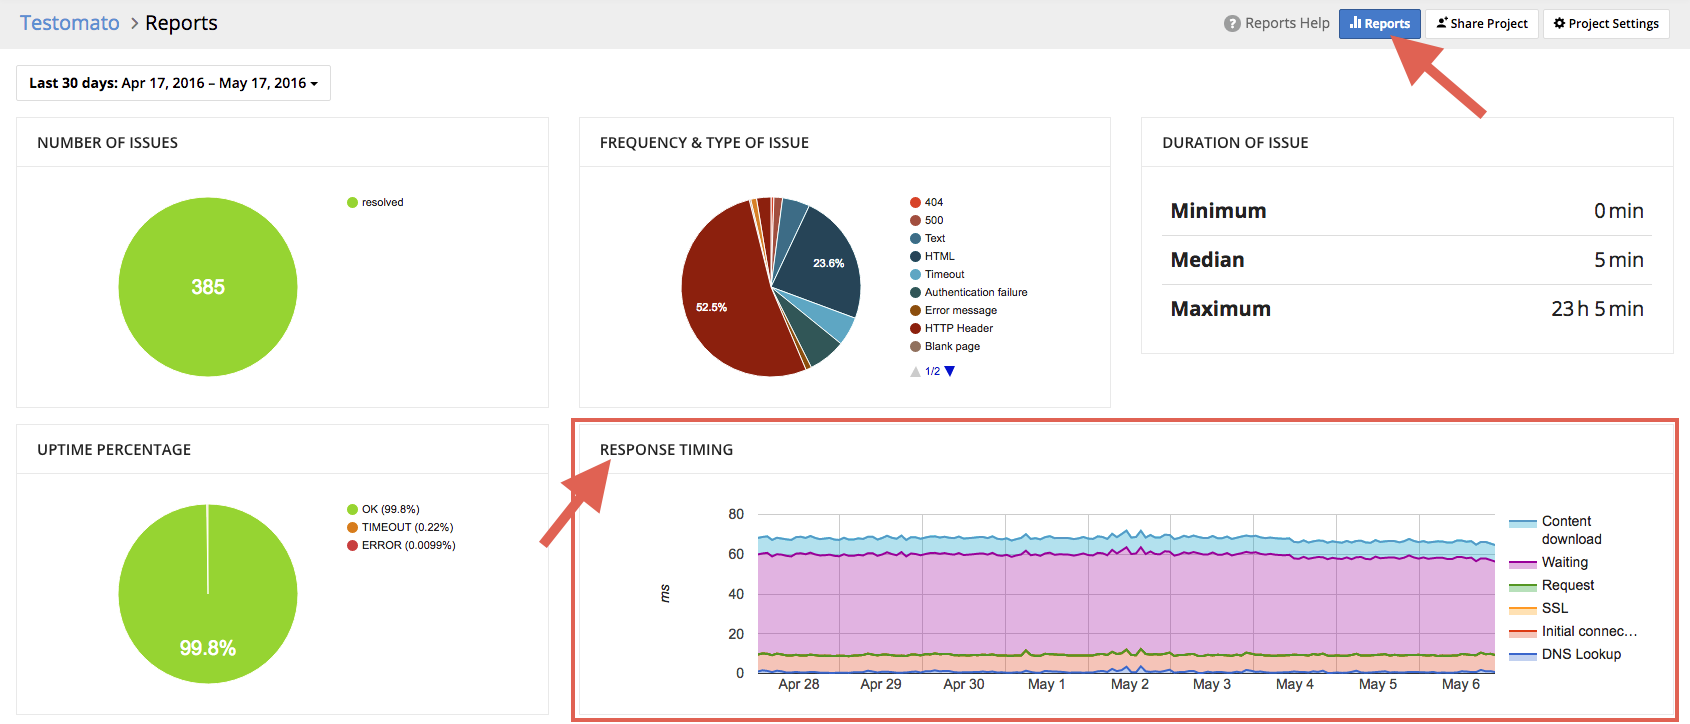 Testomato > Reports
? Reports Help
Reports
Share Project
Project Settings
Last 30 days: Apr 17, 2016 – May 17, 2016
NUMBER OF ISSUES
385
resolved
FREQUENCY & TYPE OF ISSUE
23.6%
52.5%
404
500
Text
HTML
Timeout
Authentication failure
Error message
HTTP Header
Blank page
1/2
DURATION OF ISSUE
Minimum 0 min
Median 5 min
Maximum 23 h 5 min
UPTIME PERCENTAGE
99.8%
OK (99.8%)
TIMEOUT (0.22%)
ERROR (0.0099%)
RESPONSE TIMING
ms
80
60
40
20
0
Apr 28 Apr 29 Apr 30 May 1 May 2 May 3 May 4 May 5 May 6
Content
download
Waiting
Request
SSL
Initial connec...
DNS Lookup